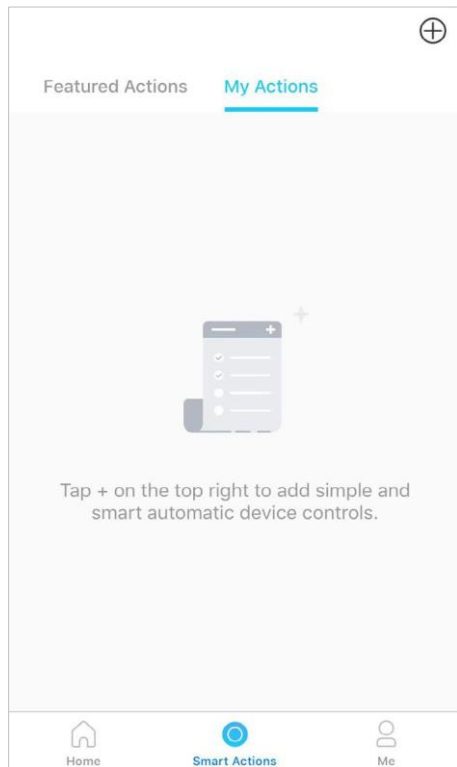 Featured Actions My Actions
Tap + on the top right to add simple and
smart automatic device controls.
Home Smart Actions Me